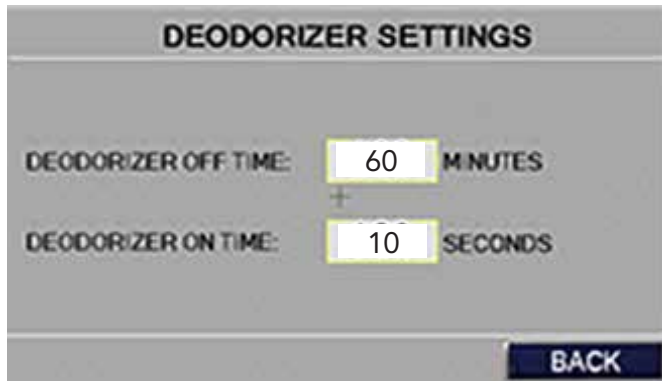 DEODORIZER SETTINGS
DEODORIZER OFF TIME: 60 MINUTES
DEODORIZER ON TIME: 10 SECONDS
BACK